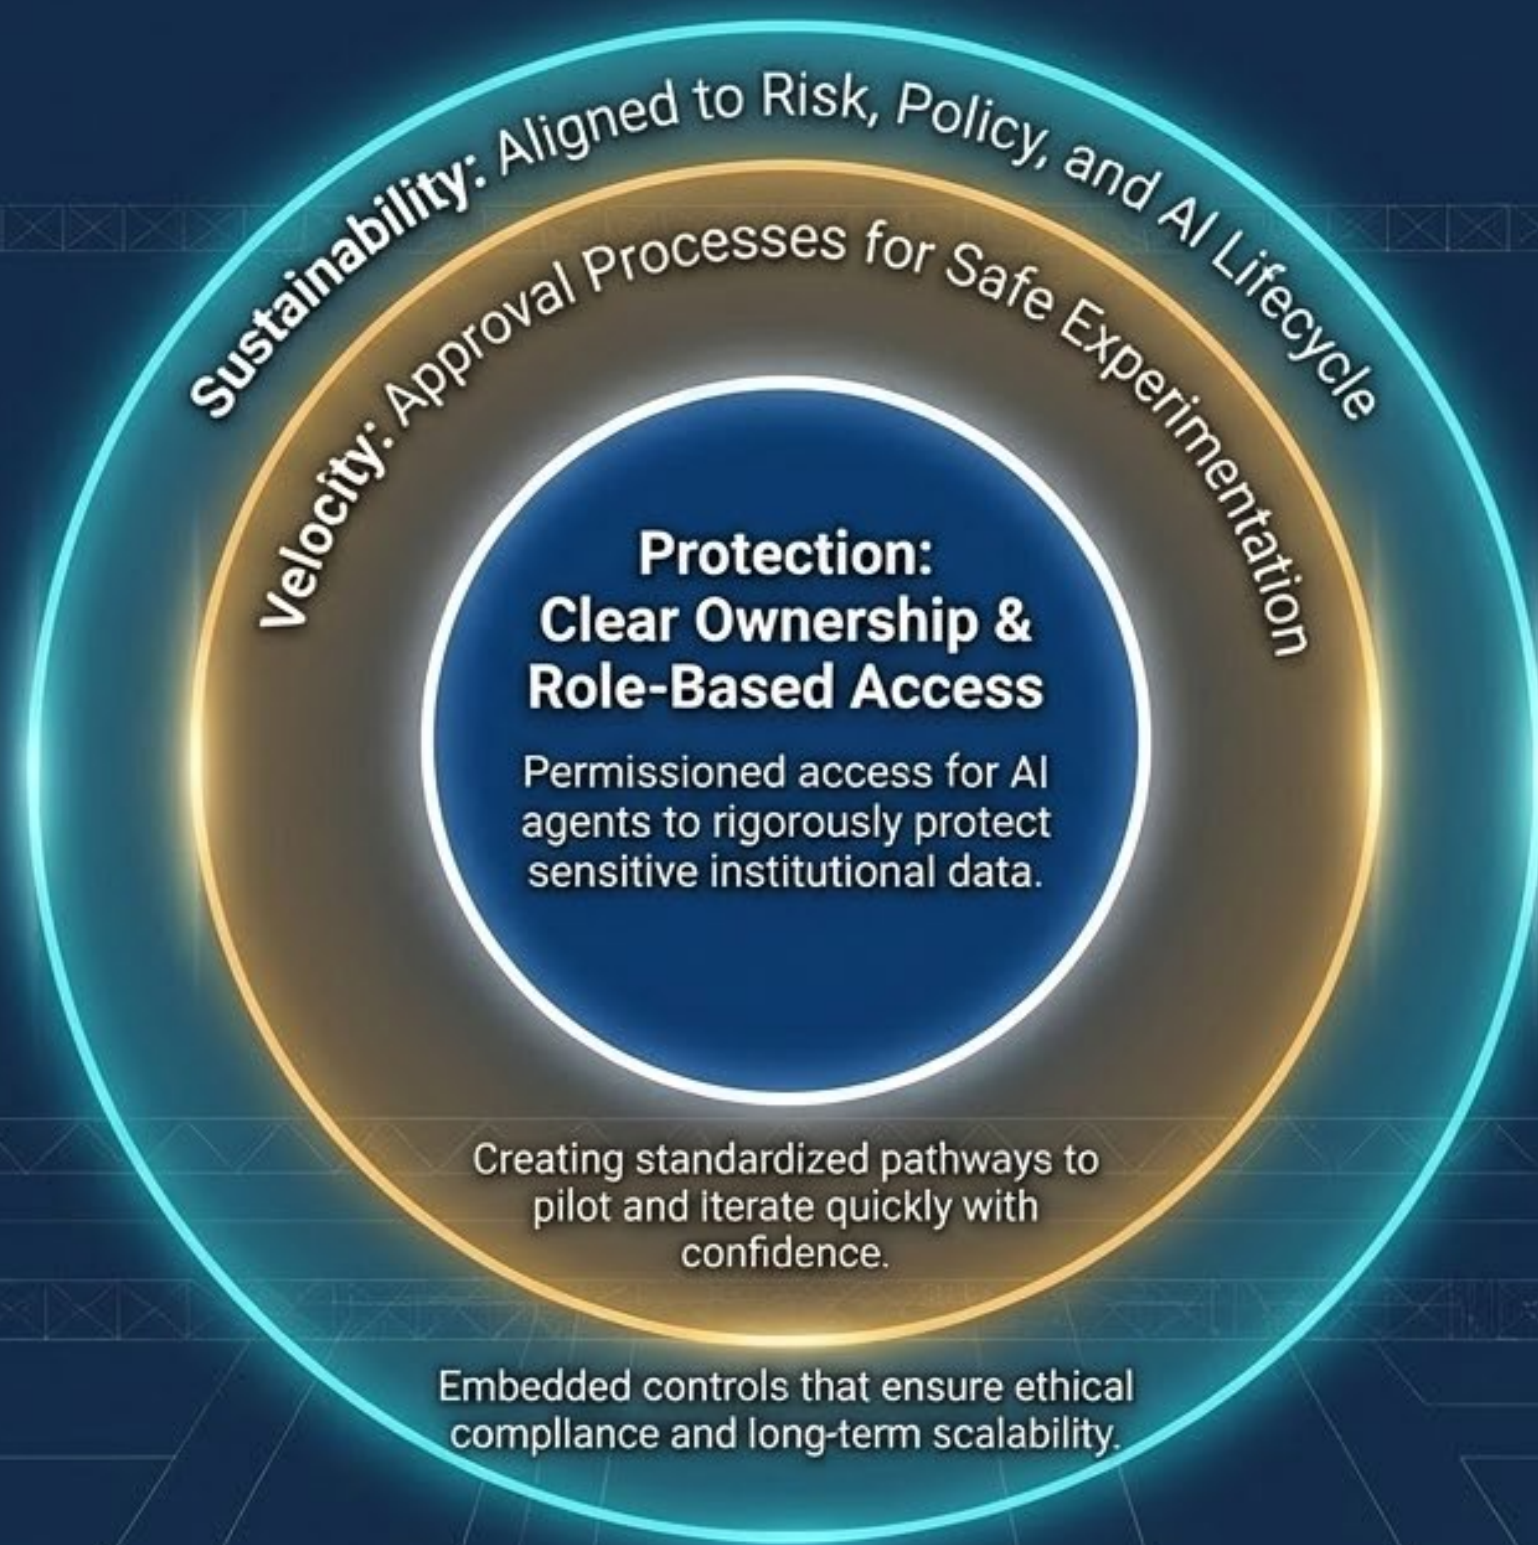 Sustainability: Aligned to Risk, Policy, and AI Lifecycle
Velocity: Approval Processes for Safe Experimentation
Protection:
Clear Ownership &
Role-Based Access
Permissioned access for AI
agents to rigorously protect
sensitive institutional data.
Creating standardized pathways to
pilot and iterate quickly with
confidence.
Embedded controls that ensure ethical
compllance and long-term scalability.